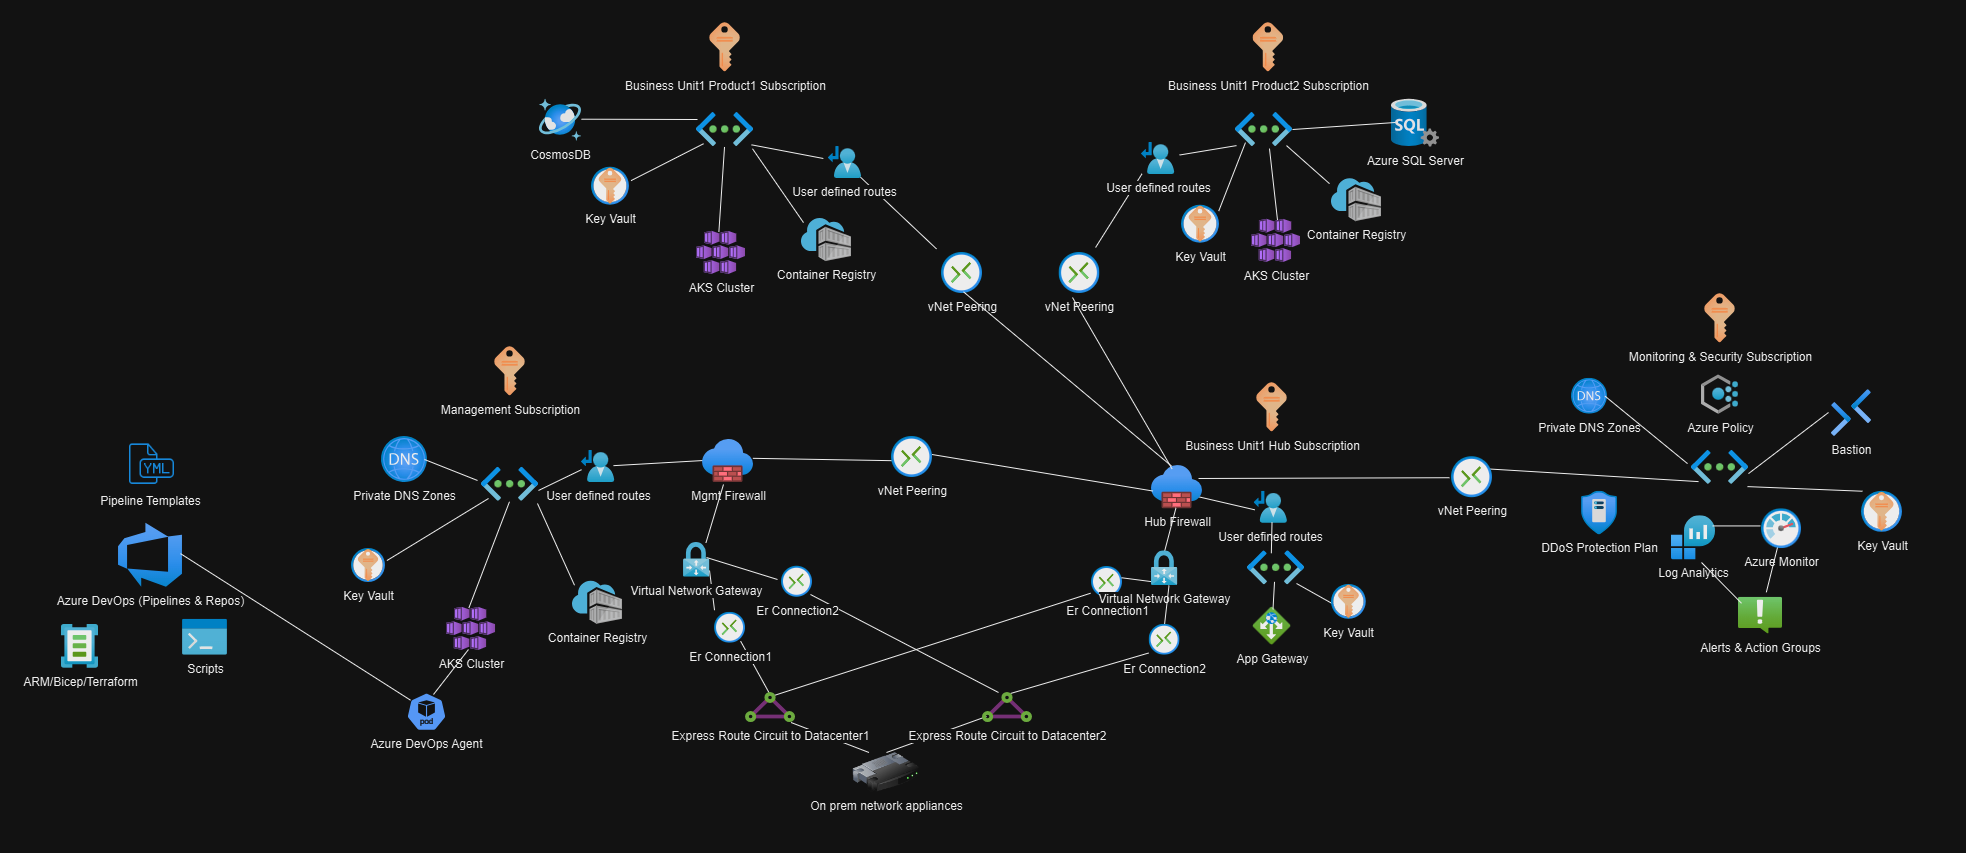 Business Unit1 Product1 Subscription
CosmosDB
Key Vault
AKS Cluster
Container Registry
User defined routes
vNet Peering
Business Unit1 Product2 Subscription
SQL
Azure SQL Server
User defined routes
Key Vault
AKS Cluster
Container Registry
vNet Peering
Management Subscription
DNS
Private DNS Zones
User defined routes
Key Vault
AKS Cluster
Container Registry
Mgmt Firewall
vNet Peering
YML
Pipeline Templates
Azure DevOps (Pipelines & Repos)
ARM/Bicep/Terraform
Scripts
pod
Azure DevOps Agent
Virtual Network Gateway
Er Connection2
Er Connection1
Business Unit1 Hub Subscription
Hub Firewall
User defined routes
Virtual Network Gateway
Er Connection1
Er Connection2
Key Vault
App Gateway
Express Route Circuit to Datacenter1
Express Route Circuit to Datacenter2
On prem network appliances
vNet Peering
Monitoring & Security Subscription
DNS
Private DNS Zones
Azure Policy
Bastion
DDoS Protection Plan
Log Analytics
Azure Monitor
Key Vault
Alerts & Action Groups